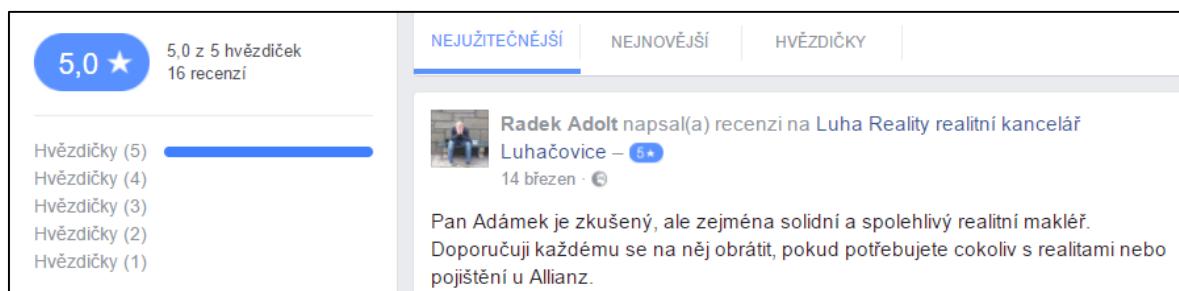 5,0 ★
5,0 z 5 hvězdiček
16 recenzí
Hvězdičky (5)
Hvězdičky (4)
Hvězdičky (3)
Hvězdičky (2)
Hvězdičky (1)
NEJUŽITEČNĚJŠÍ NEJNOVĚJŠÍ HVĚZDIČKY
Radek Adolt napsal(a) recenzi na Luha Reality realitní kancelář
Luhačovice – 5★
14 březen ·
Pan Adámek je zkušený, ale zejména solidní a spolehlivý realitní makléř.
Doporučuji každému se na něj obrátit, pokud potřebujete cokoliv s realitami nebo
pojištění u Allianz.